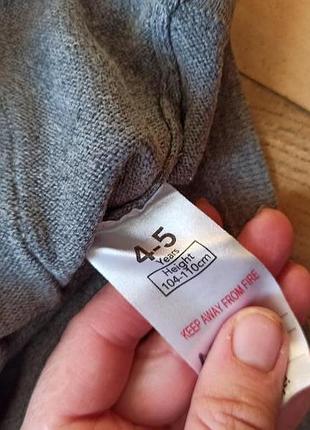 4-5
Years
Height
104-110cm
KEEP AWAY FROM FIRE